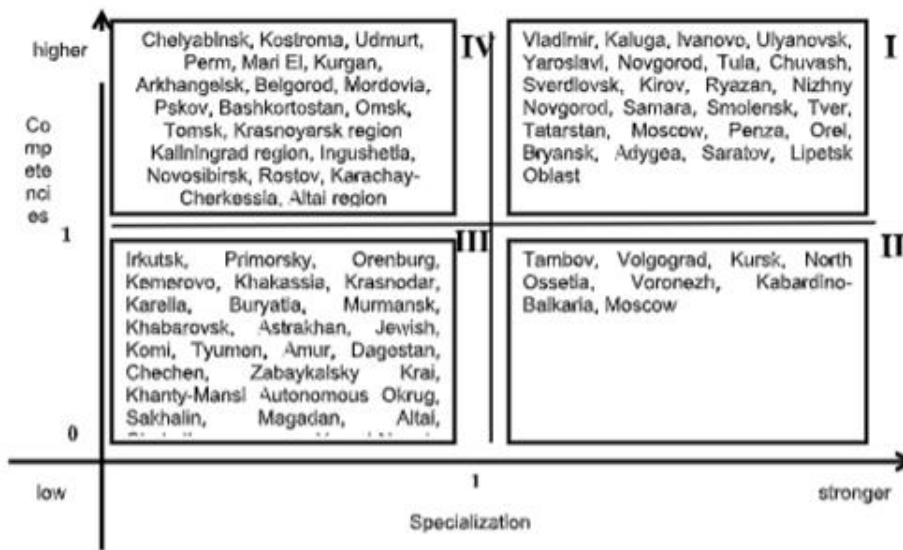 higher
Co
mp
ete
nci
es
1
0
Chelyabinsk, Kostroma, Udmurt,
Perm, Mari El, Kurgan,
Arkhangelsk, Belgorod, Mordovia,
Pskov, Bashkortostan, Omsk,
Tomsk, Krasnoyarsk region
Kaliningrad region, Ingushetia,
Novosibirsk, Rostov, Karachay-
Cherkessia, Altai region
IV
Vladimir, Kaluga, Ivanovo, Ulyanovsk,
Yaroslavl, Novgorod, Tula, Chuvash,
Sverdlovsk, Kirov, Ryazan, Nizhny
Novgorod, Samara, Smolensk, Tver,
Tatarstan, Moscow, Penza, Orel,
Bryansk, Adygea, Saratov, Lipetsk
Oblast
I
Irkutsk, Primorsky, Orenburg,
Kemerovo, Khakassia, Krasnodar,
Karelia, Buryatia, Murmansk,
Khabarovsk, Astrakhan, Jewish,
Komi, Tyumen, Amur, Dagestan,
Chechen, Zabaykalsky Krai,
Khanty-Mansi Autonomous Okrug,
Sakhalin, Magadan, Altai,
III
Tambov, Volgograd, Kursk, North
Ossetia, Voronezh, Kabardino-
Balkaria, Moscow
II
low
1
stronger
Specialization